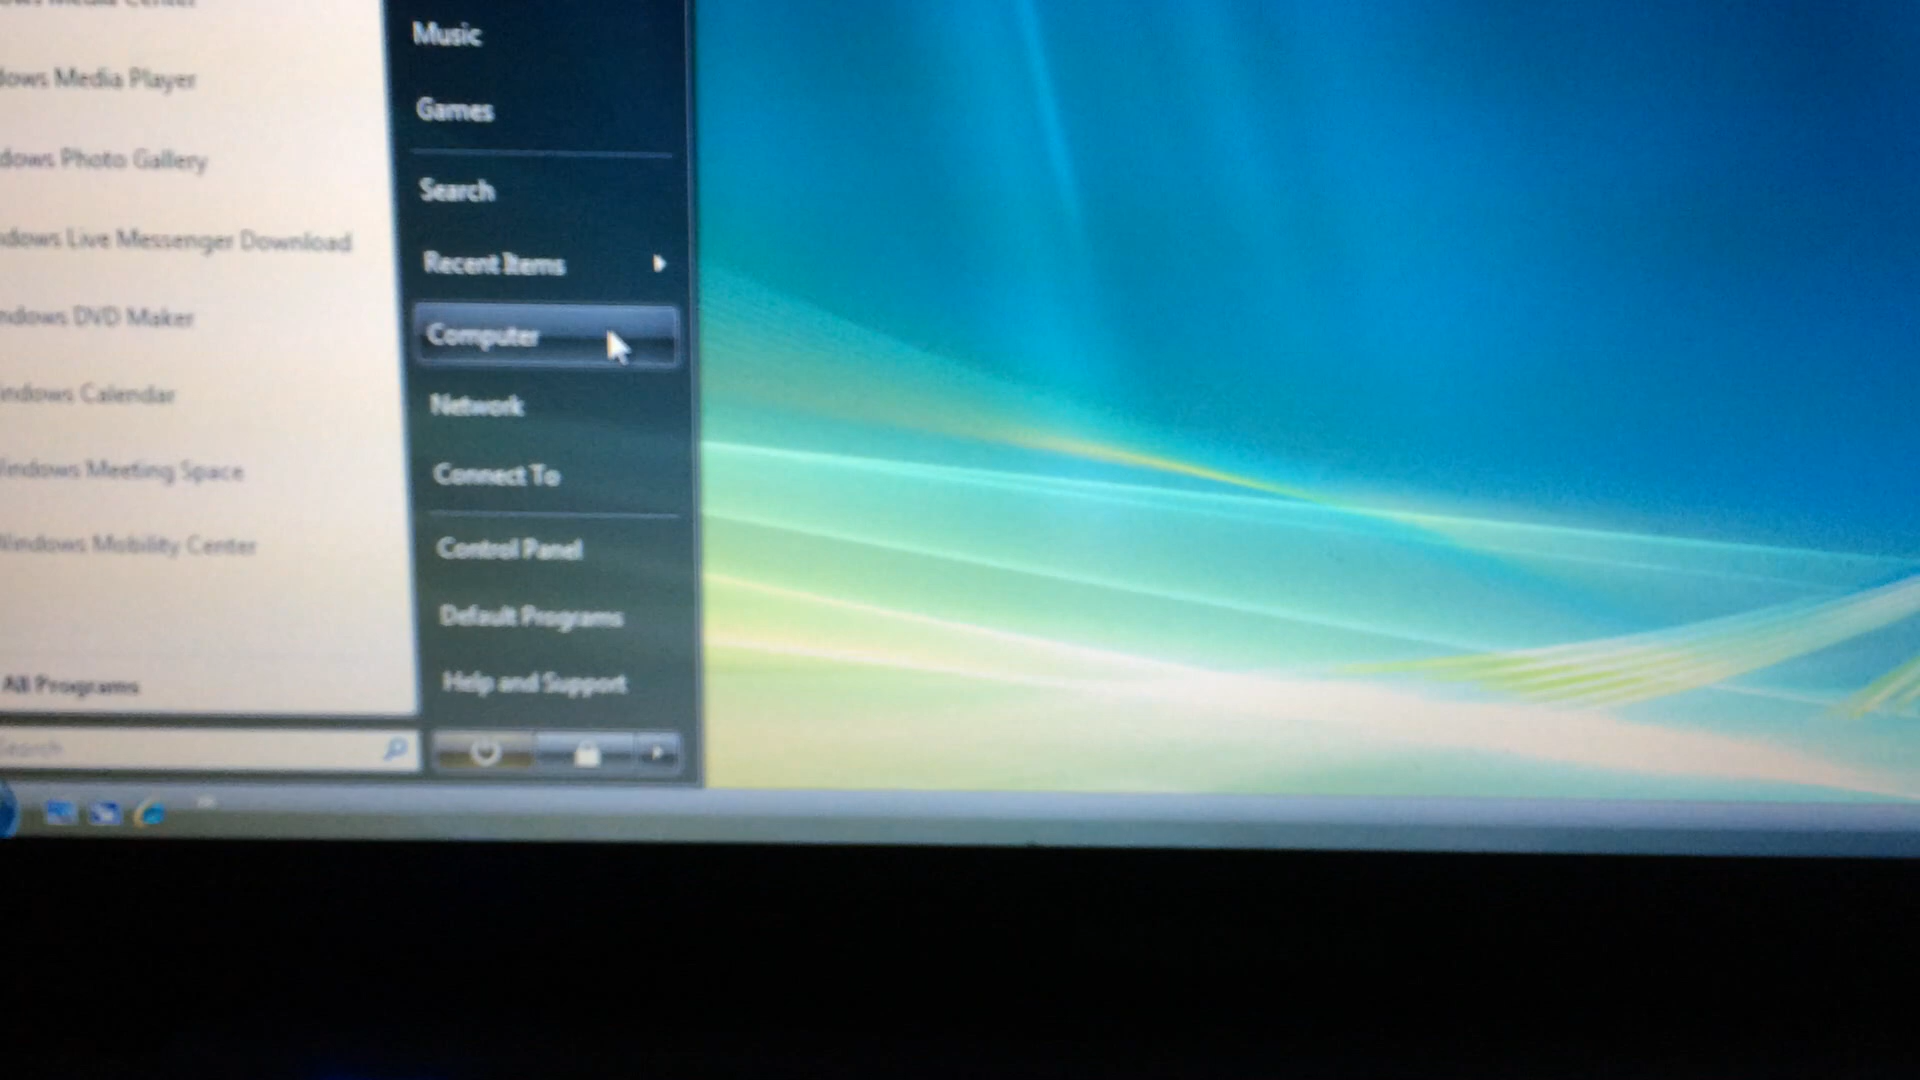 dows Media Player
dows Photo Gallery
ndows Live Messenger Download
ndows DVD Maker
indows Calendar
Windows Meeting Space
Windows Mobility Center
All Programs
Search
Music
Games
Search
Recent Items
Computer
Network
Connect To
Control Panel
Default Programs
Help and Support